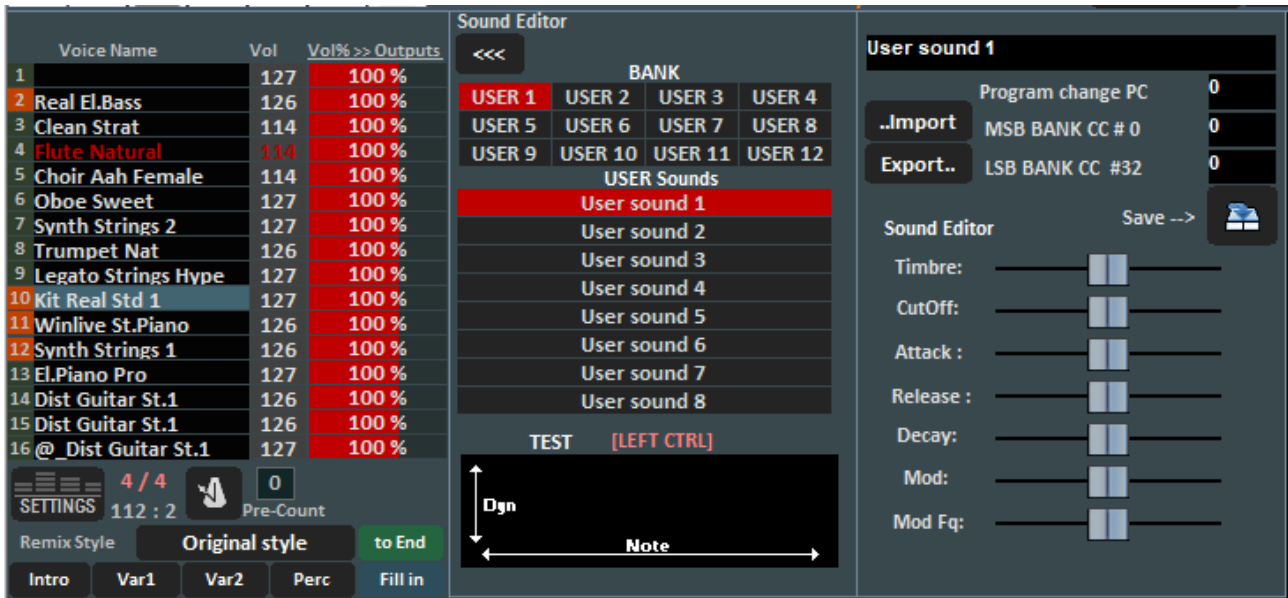 Voice Name Vol Vol% >> Outputs
1 127 100 %
2 Real El.Bass 126 100 %
3 Clean Strat 114 100 %
4 Flute Natural 114 100 %
5 Choir Aah Female 114 100 %
6 Oboe Sweet 127 100 %
7 Synth Strings 2 127 100 %
8 Trumpet Nat 126 100 %
9 Legato Strings Hype 127 100 %
10 Kit Real Std 1 127 100 %
11 Winlive St.Piano 126 100 %
12 Synth Strings 1 126 100 %
13 El.Piano Pro 127 100 %
14 Dist Guitar St.1 126 100 %
15 Dist Guitar St.1 126 100 %
16 @_Dist Guitar St.1 127 100 %
SETTINGS
4 / 4
112 : 2
0
Pre-Count
Remix Style Original style to End
Intro Var1 Var2 Perc Fill in
Sound Editor
<<<
BANK
USER 1 USER 2 USER 3 USER 4
USER 5 USER 6 USER 7 USER 8
USER 9 USER 10 USER 11 USER 12
USER Sounds
User sound 1
User sound 2
User sound 3
User sound 4
User sound 5
User sound 6
User sound 7
User sound 8
TEST [LEFT CTRL]
Dyn
Note
User sound 1
Program change PC 0
..Import MSB BANK CC # 0 0
Export.. LSB BANK CC #32 0
Save -->
Sound Editor
Timbre:
CutOff:
Attack :
Release :
Decay:
Mod:
Mod Fq: